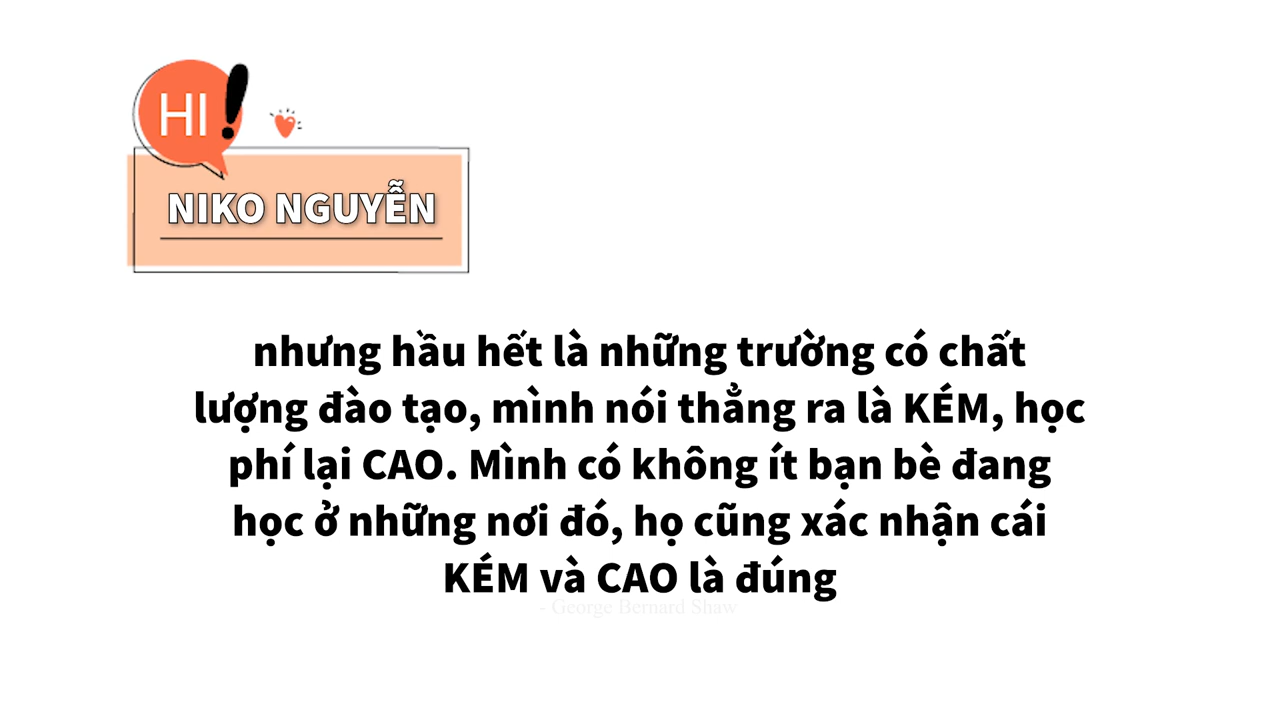 HI!
NIKO NGUYỄN
nhưng hầu hết là những trường có chất
lượng đào tạo, mình nói thẳng ra là KÉM, học
phí lại CAO. Mình có không ít bạn bè đang
học ở những nơi đó, họ cũng xác nhận cái
KÉM và CAO là đúng
- George Bernard Shaw